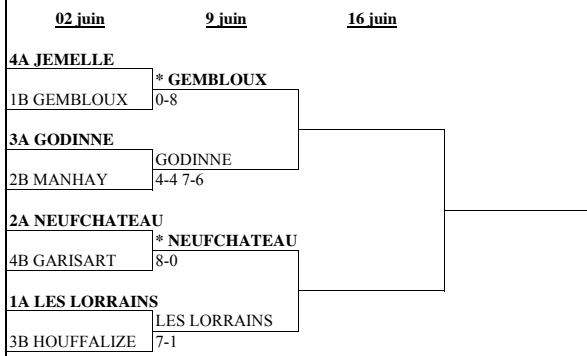 02 juin 9 juin 16 juin
4A JEMELLE
* GEMBLOUX
1B GEMBLOUX 0-8
3A GODINNE
GODINNE
2B MANHAY 4-4 7-6
2A NEUFCHATEAU
* NEUFCHATEAU
4B GARISART 8-0
1A LES LORRAINS
LES LORRAINS
3B HOUFFALIZE 7-1